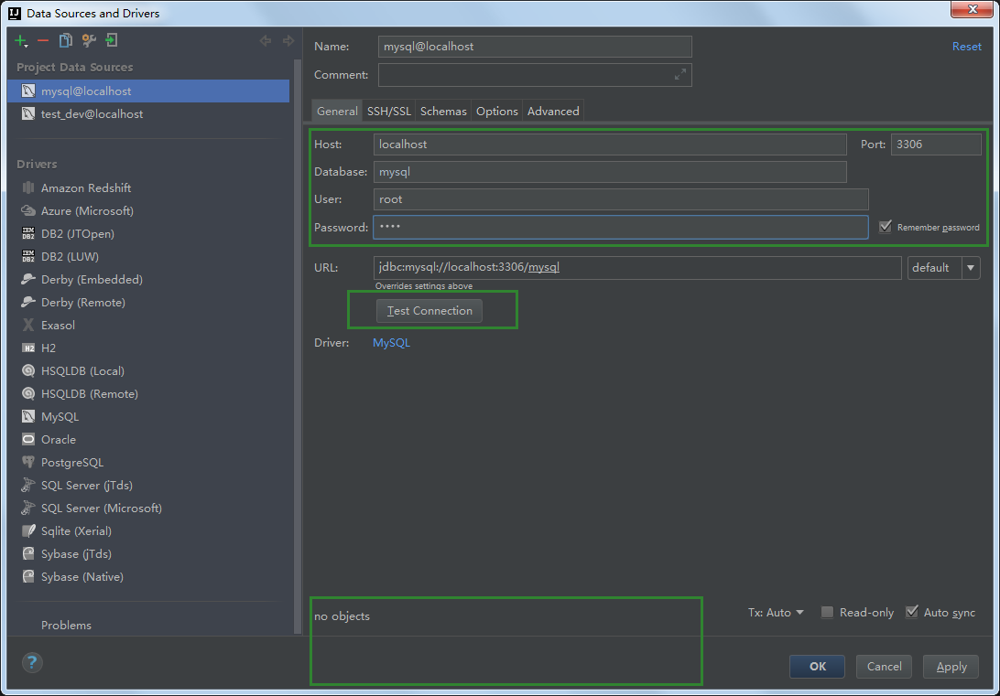 Data Sources and Drivers
Project Data Sources
mysql@localhost
test_dev@localhost
Drivers
Amazon Redshift
Azure (Microsoft)
DB2 (JTOpen)
DB2 (LUW)
Derby (Embedded)
Derby (Remote)
Exasol
H2
HSQLDB (Local)
HSQLDB (Remote)
MySQL
Oracle
PostgreSQL
SQL Server (jTds)
SQL Server (Microsoft)
Sqlite (Xerial)
Sybase (jTds)
Sybase (Native)
Problems
Name: mysql@localhost Reset
Comment:
General SSH/SSL Schemas Options Advanced
Host: localhost Port: 3306
Database: mysql
User: root
Password: •••• Remember password
URL: jdbc:mysql://localhost:3306/mysql default
Overrides settings above
Test Connection
Driver: MySQL
no objects Tx: Auto Read-only Auto sync
? OK Cancel Apply